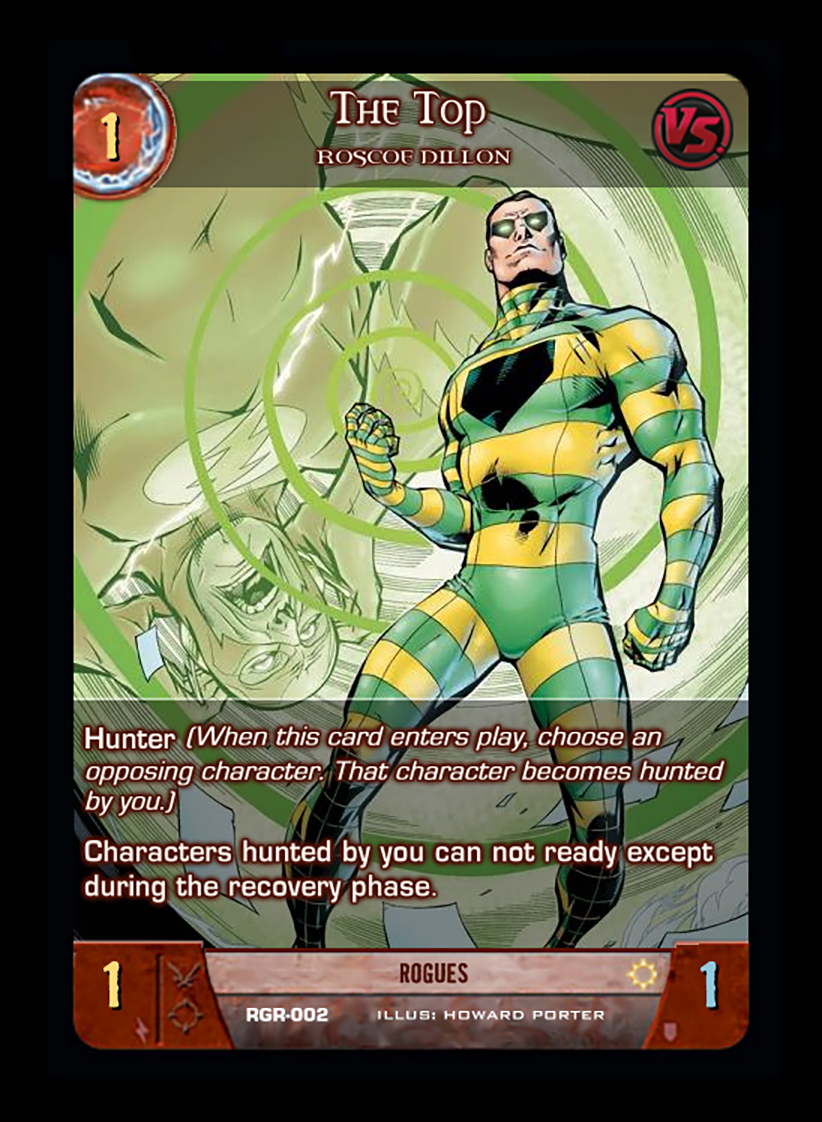 1
The Top
VS.
ROSCOE DILLON
Hunter (When this card enters play, choose an
opposing character. That character becomes hunted
by you.)
Characters hunted by you can not ready except
during the recovery phase.
1
ROGUES
1
RGR-002 ILLUS: HOWARD PORTER